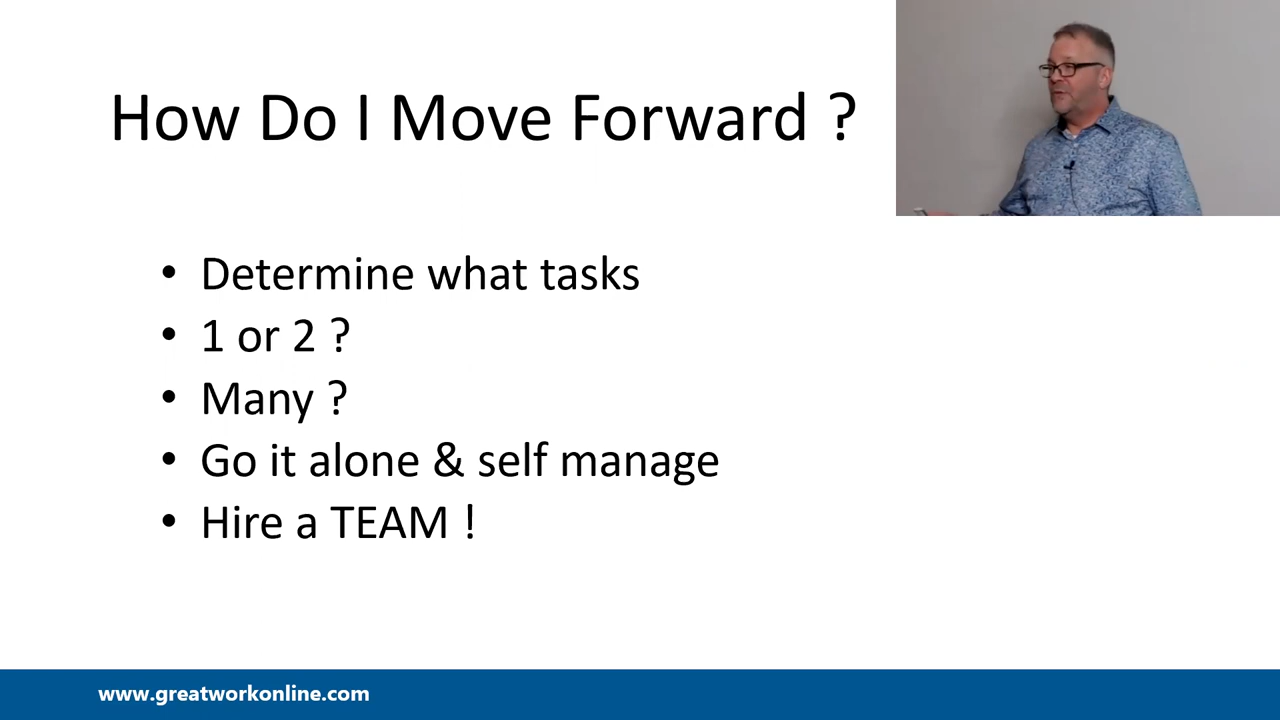 How Do I Move Forward ?
• Determine what tasks
• 1 or 2 ?
• Many ?
• Go it alone & self manage
• Hire a TEAM !
www.greatworkonline.com